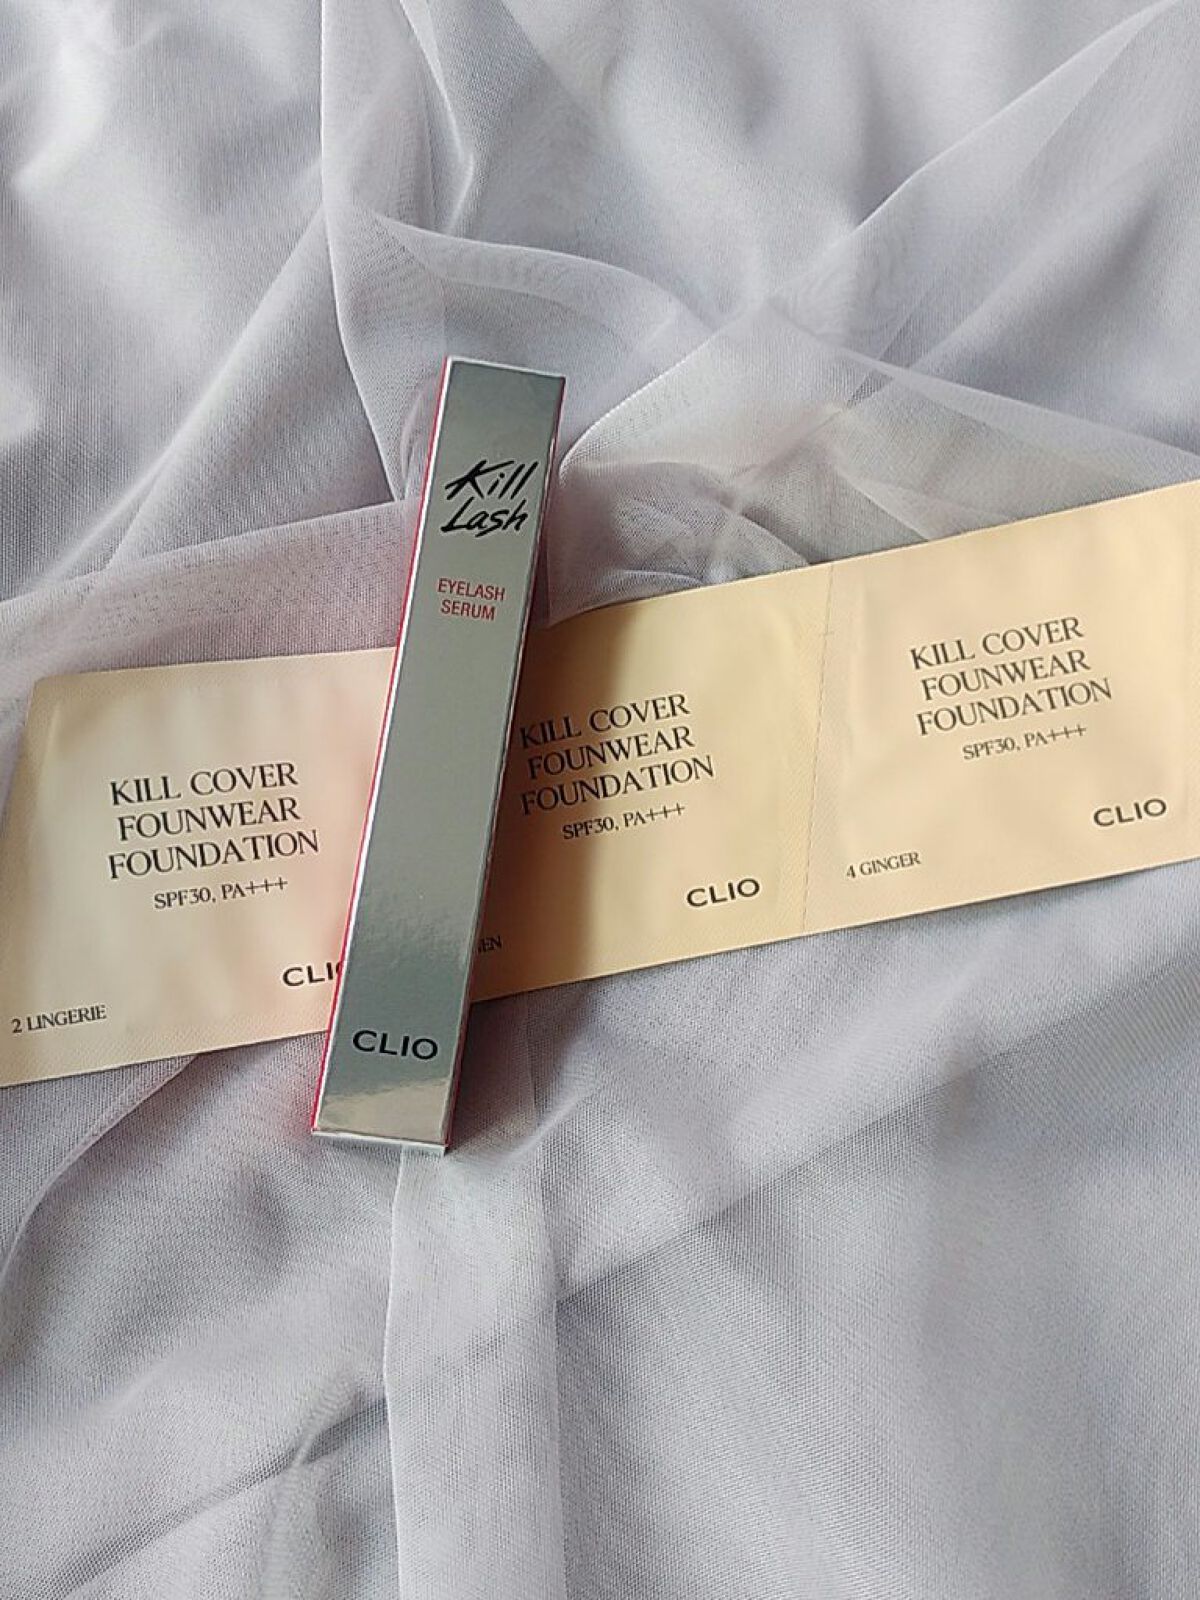 Kill
Lash
EYELASH
SERUM
CLIO
KILL COVER
FOUNWEAR
FOUNDATION
SPF30, PA+++
2 LINGERIE
KILL COVER
FOUNWEAR
FOUNDATION
SPF30, PA+++
CLIO
KILL COVER
FOUNWEAR
FOUNDATION
SPF30, PA+++
CLIO
4 GINGER